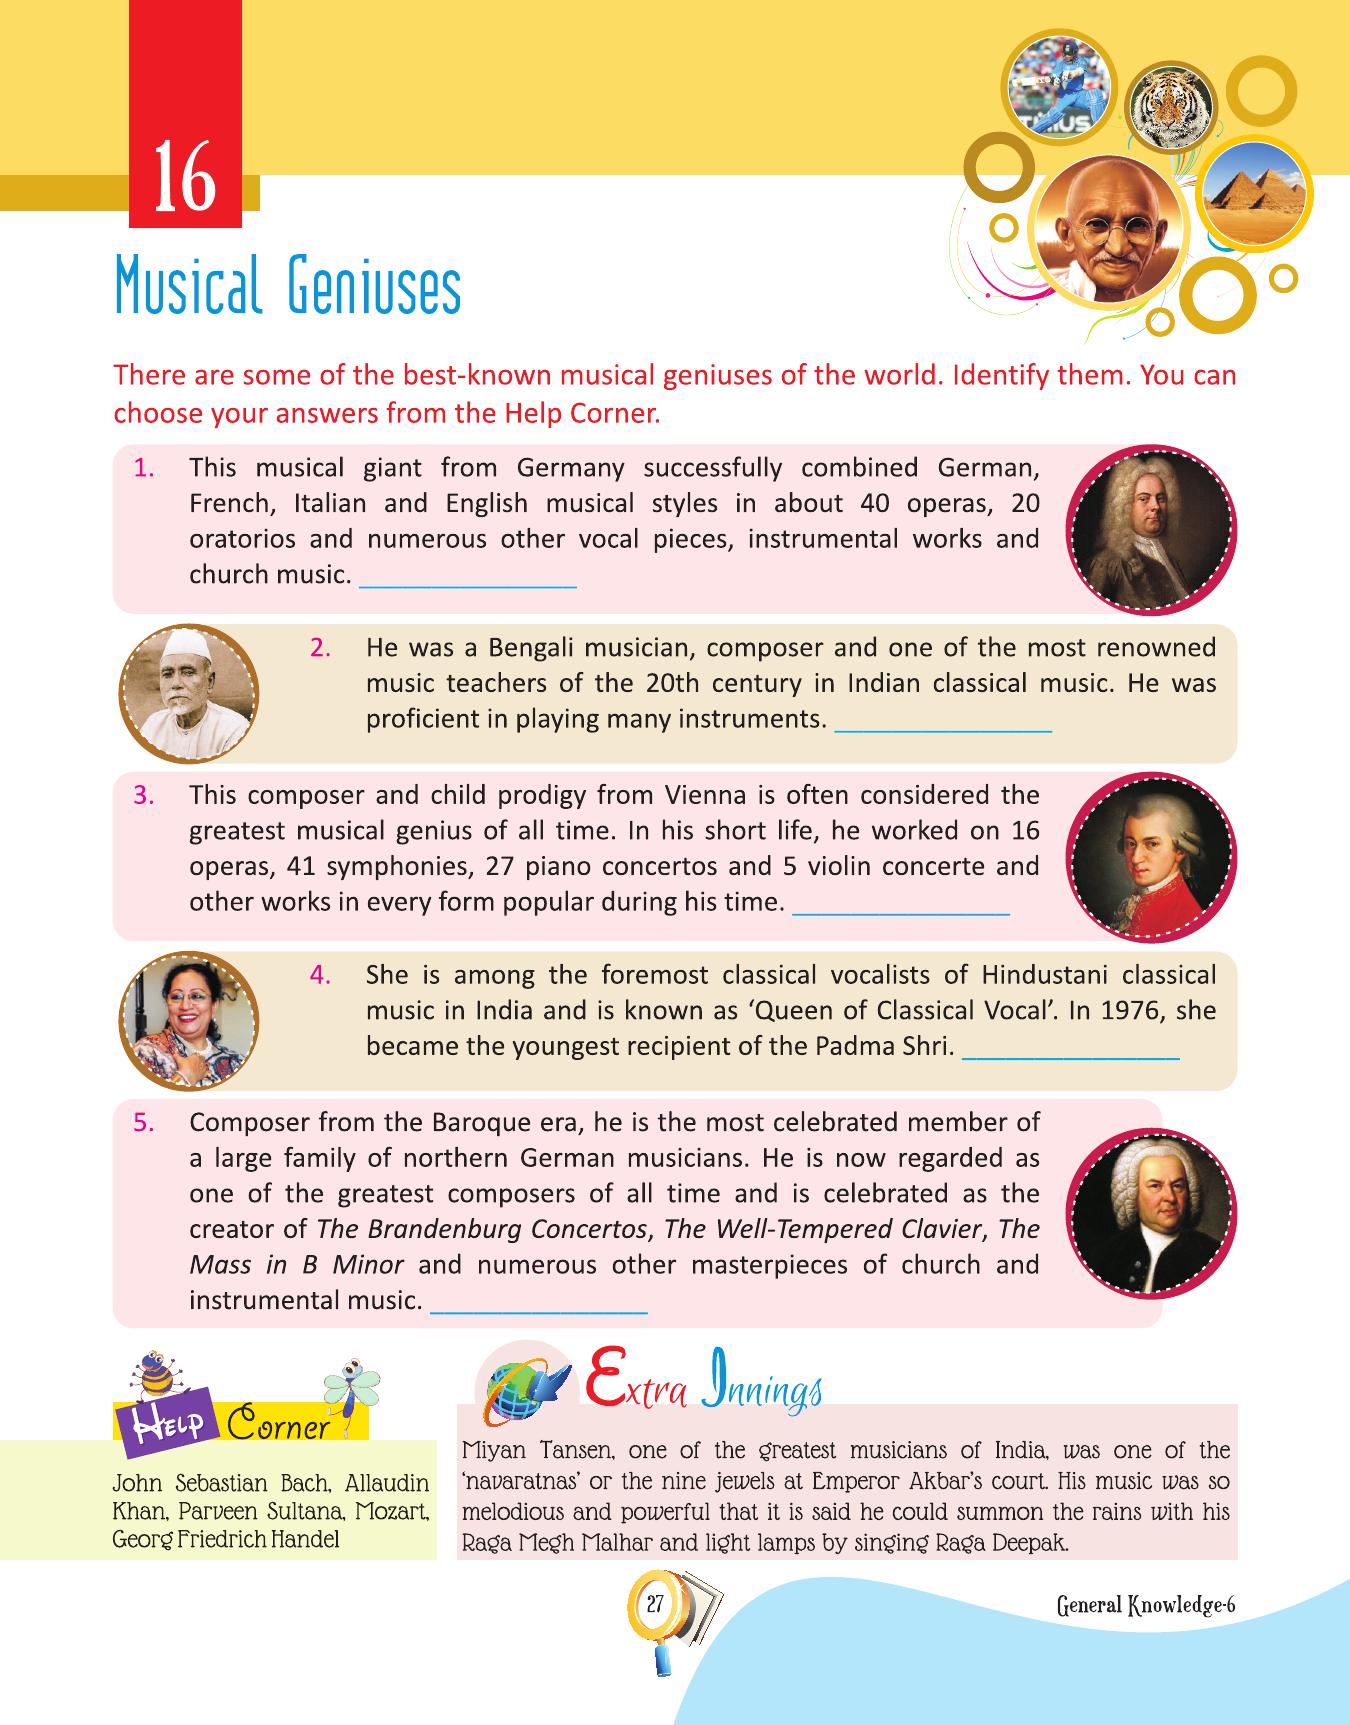 16
Musical Geniuses
There are some of the best-known musical geniuses of the world. Identify them. You can
choose your answers from the Help Corner.
1. This musical giant from Germany successfully combined German,
French, Italian and English musical styles in about 40 operas, 20
oratorios and numerous other vocal pieces, instrumental works and
church music. _______________
2. He was a Bengali musician, composer and one of the most renowned
music teachers of the 20th century in Indian classical music. He was
proficient in playing many instruments. _______________
3. This composer and child prodigy from Vienna is often considered the
greatest musical genius of all time. In his short life, he worked on 16
operas, 41 symphonies, 27 piano concertos and 5 violin concerte and
other works in every form popular during his time. _______________
4. She is among the foremost classical vocalists of Hindustani classical
music in India and is known as ‘Queen of Classical Vocal’. In 1976, she
became the youngest recipient of the Padma Shri. _______________
5. Composer from the Baroque era, he is the most celebrated member of
a large family of northern German musicians. He is now regarded as
one of the greatest composers of all time and is celebrated as the
creator of The Brandenburg Concertos, The Well-Tempered Clavier, The
Mass in B Minor and numerous other masterpieces of church and
instrumental music. _______________
Help Corner
John Sebastian Bach, Allaudin
Khan, Parveen Sultana, Mozart,
Georg Friedrich Handel
Extra Innings
Miyan Tansen, one of the greatest musicians of India, was one of the
‘navaratnas’ or the nine jewels at Emperor Akbar’s court. His music was so
melodious and powerful that it is said he could summon the rains with his
Raga Megh Malhar and light lamps by singing Raga Deepak.
27
General Knowledge-6